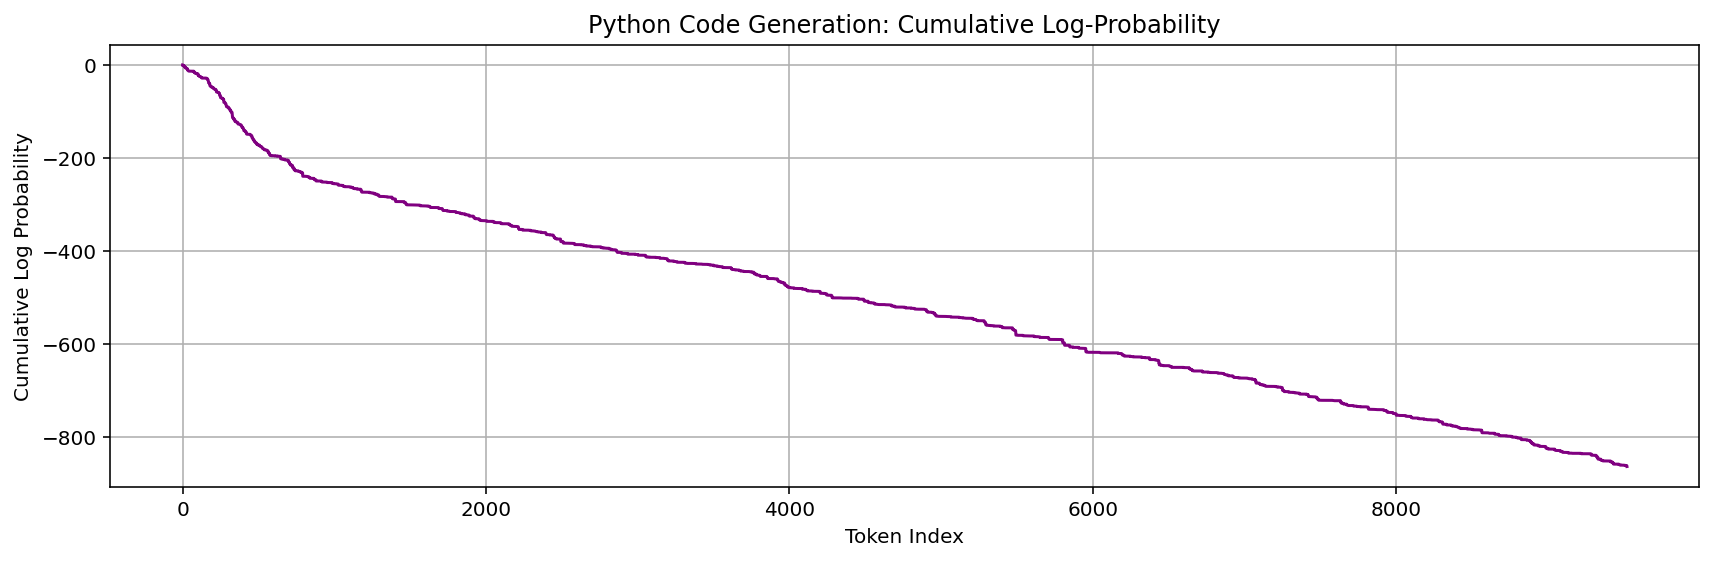 Python Code Generation: Cumulative Log-Probability
Cumulative Log Probability
0
−200
−400
−600
−800
0 2000 4000 6000 8000
Token Index